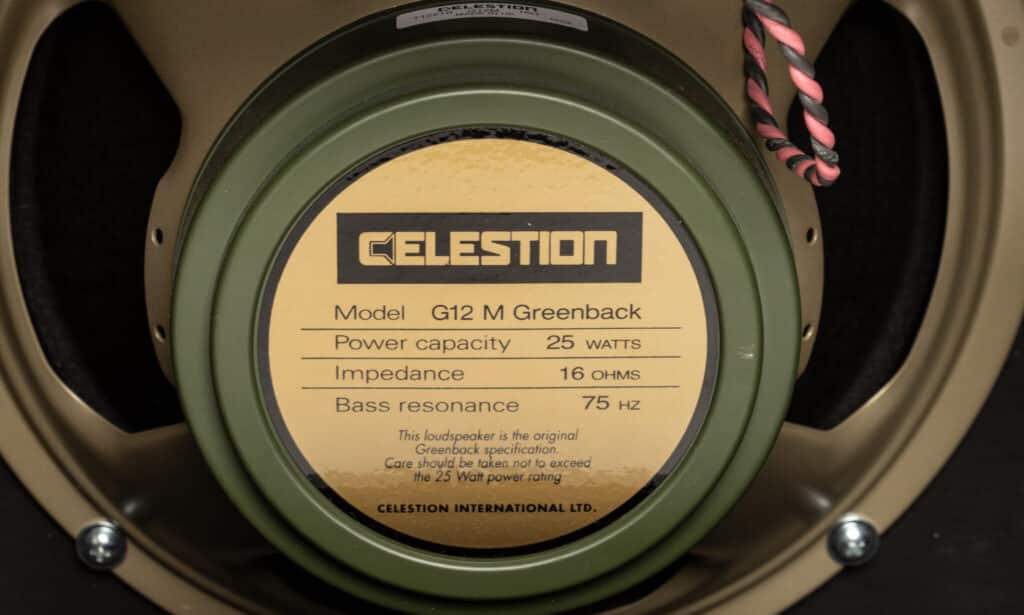 CELESTION
CELESTION
Model G12 M Greenback
Power capacity 25 WATTS
Impedance 16 OHMS
Bass resonance 75 HZ
This loudspeaker is the original
Greenback specification.
Care should be taken not to exceed
the 25 Watt power rating
CELESTION INTERNATIONAL LTD.